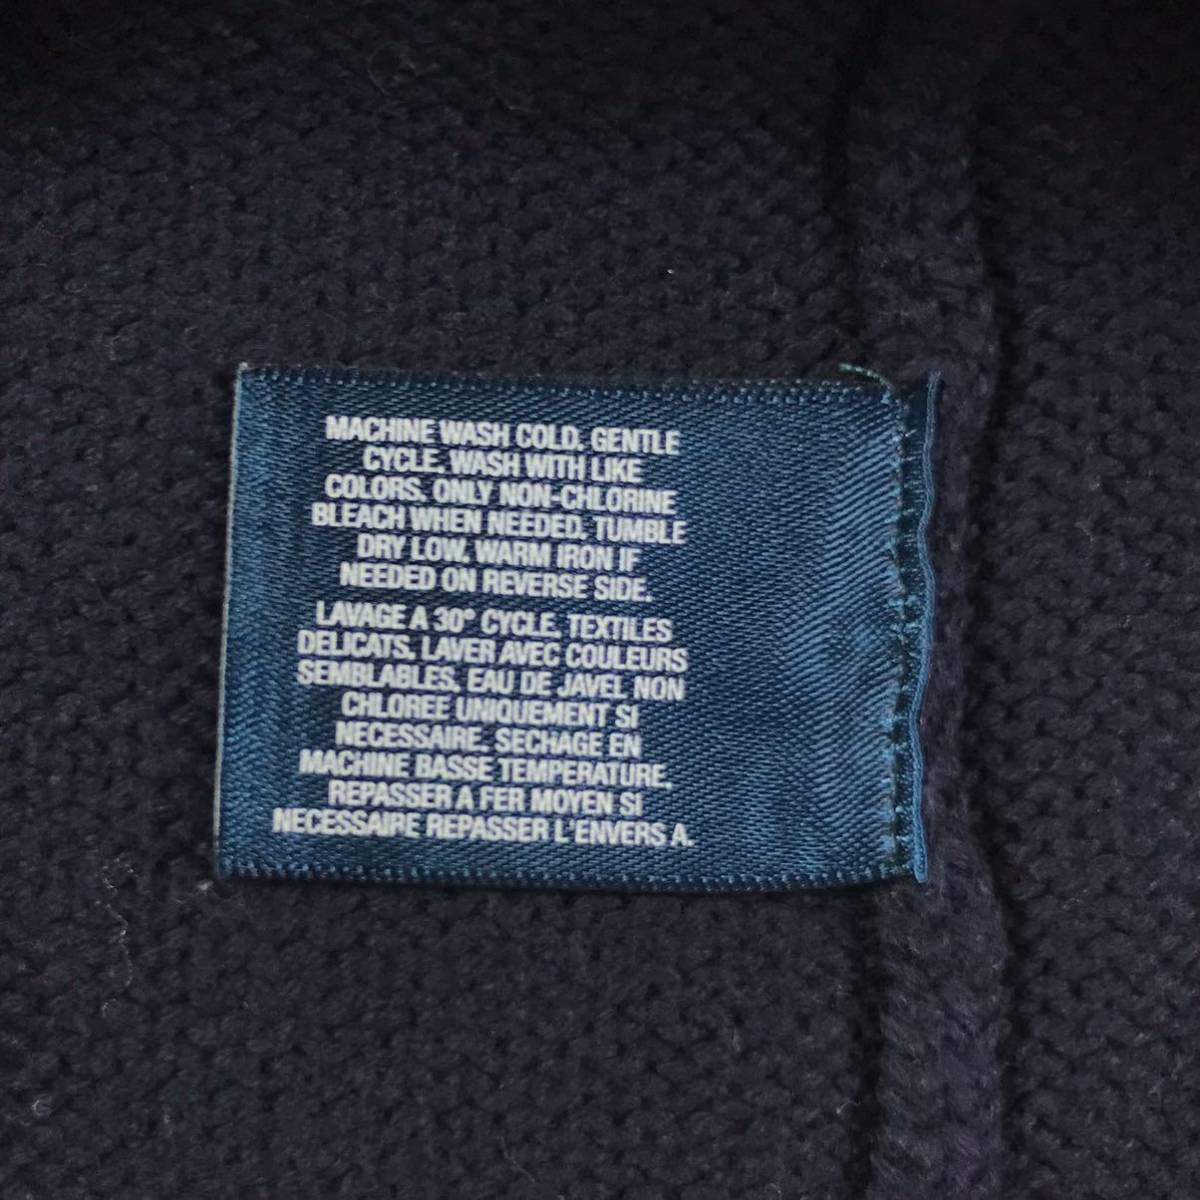 MACHINE WASH COLD. GENTLE
CYCLE. WASH WITH LIKE
COLORS. ONLY NON-CHLORINE
BLEACH WHEN NEEDED. TUMBLE
DRY LOW. WARM IRON IF
NEEDED ON REVERSE SIDE.
LAVAGE A 30° CYCLE. TEXTILES
DELICATS. LAVER AVEC COULEURS
SEMBLABLES. EAU DE JAVEL NON
CHLOREE UNIQUEMENT SI
NECESSAIRE. SECHAGE EN
MACHINE BASSE TEMPERATURE.
REPASSER A FER MOYEN SI
NECESSAIRE REPASSER L'ENVERS A.